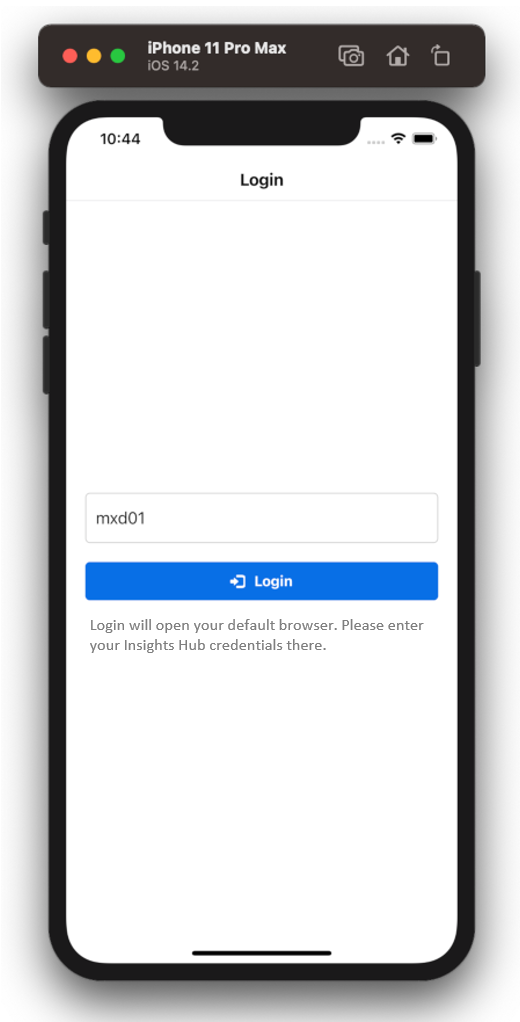 iPhone 11 Pro Max
iOS 14.2
10:44
Login
mxd01
Login
Login will open your default browser. Please enter
your Insights Hub credentials there.